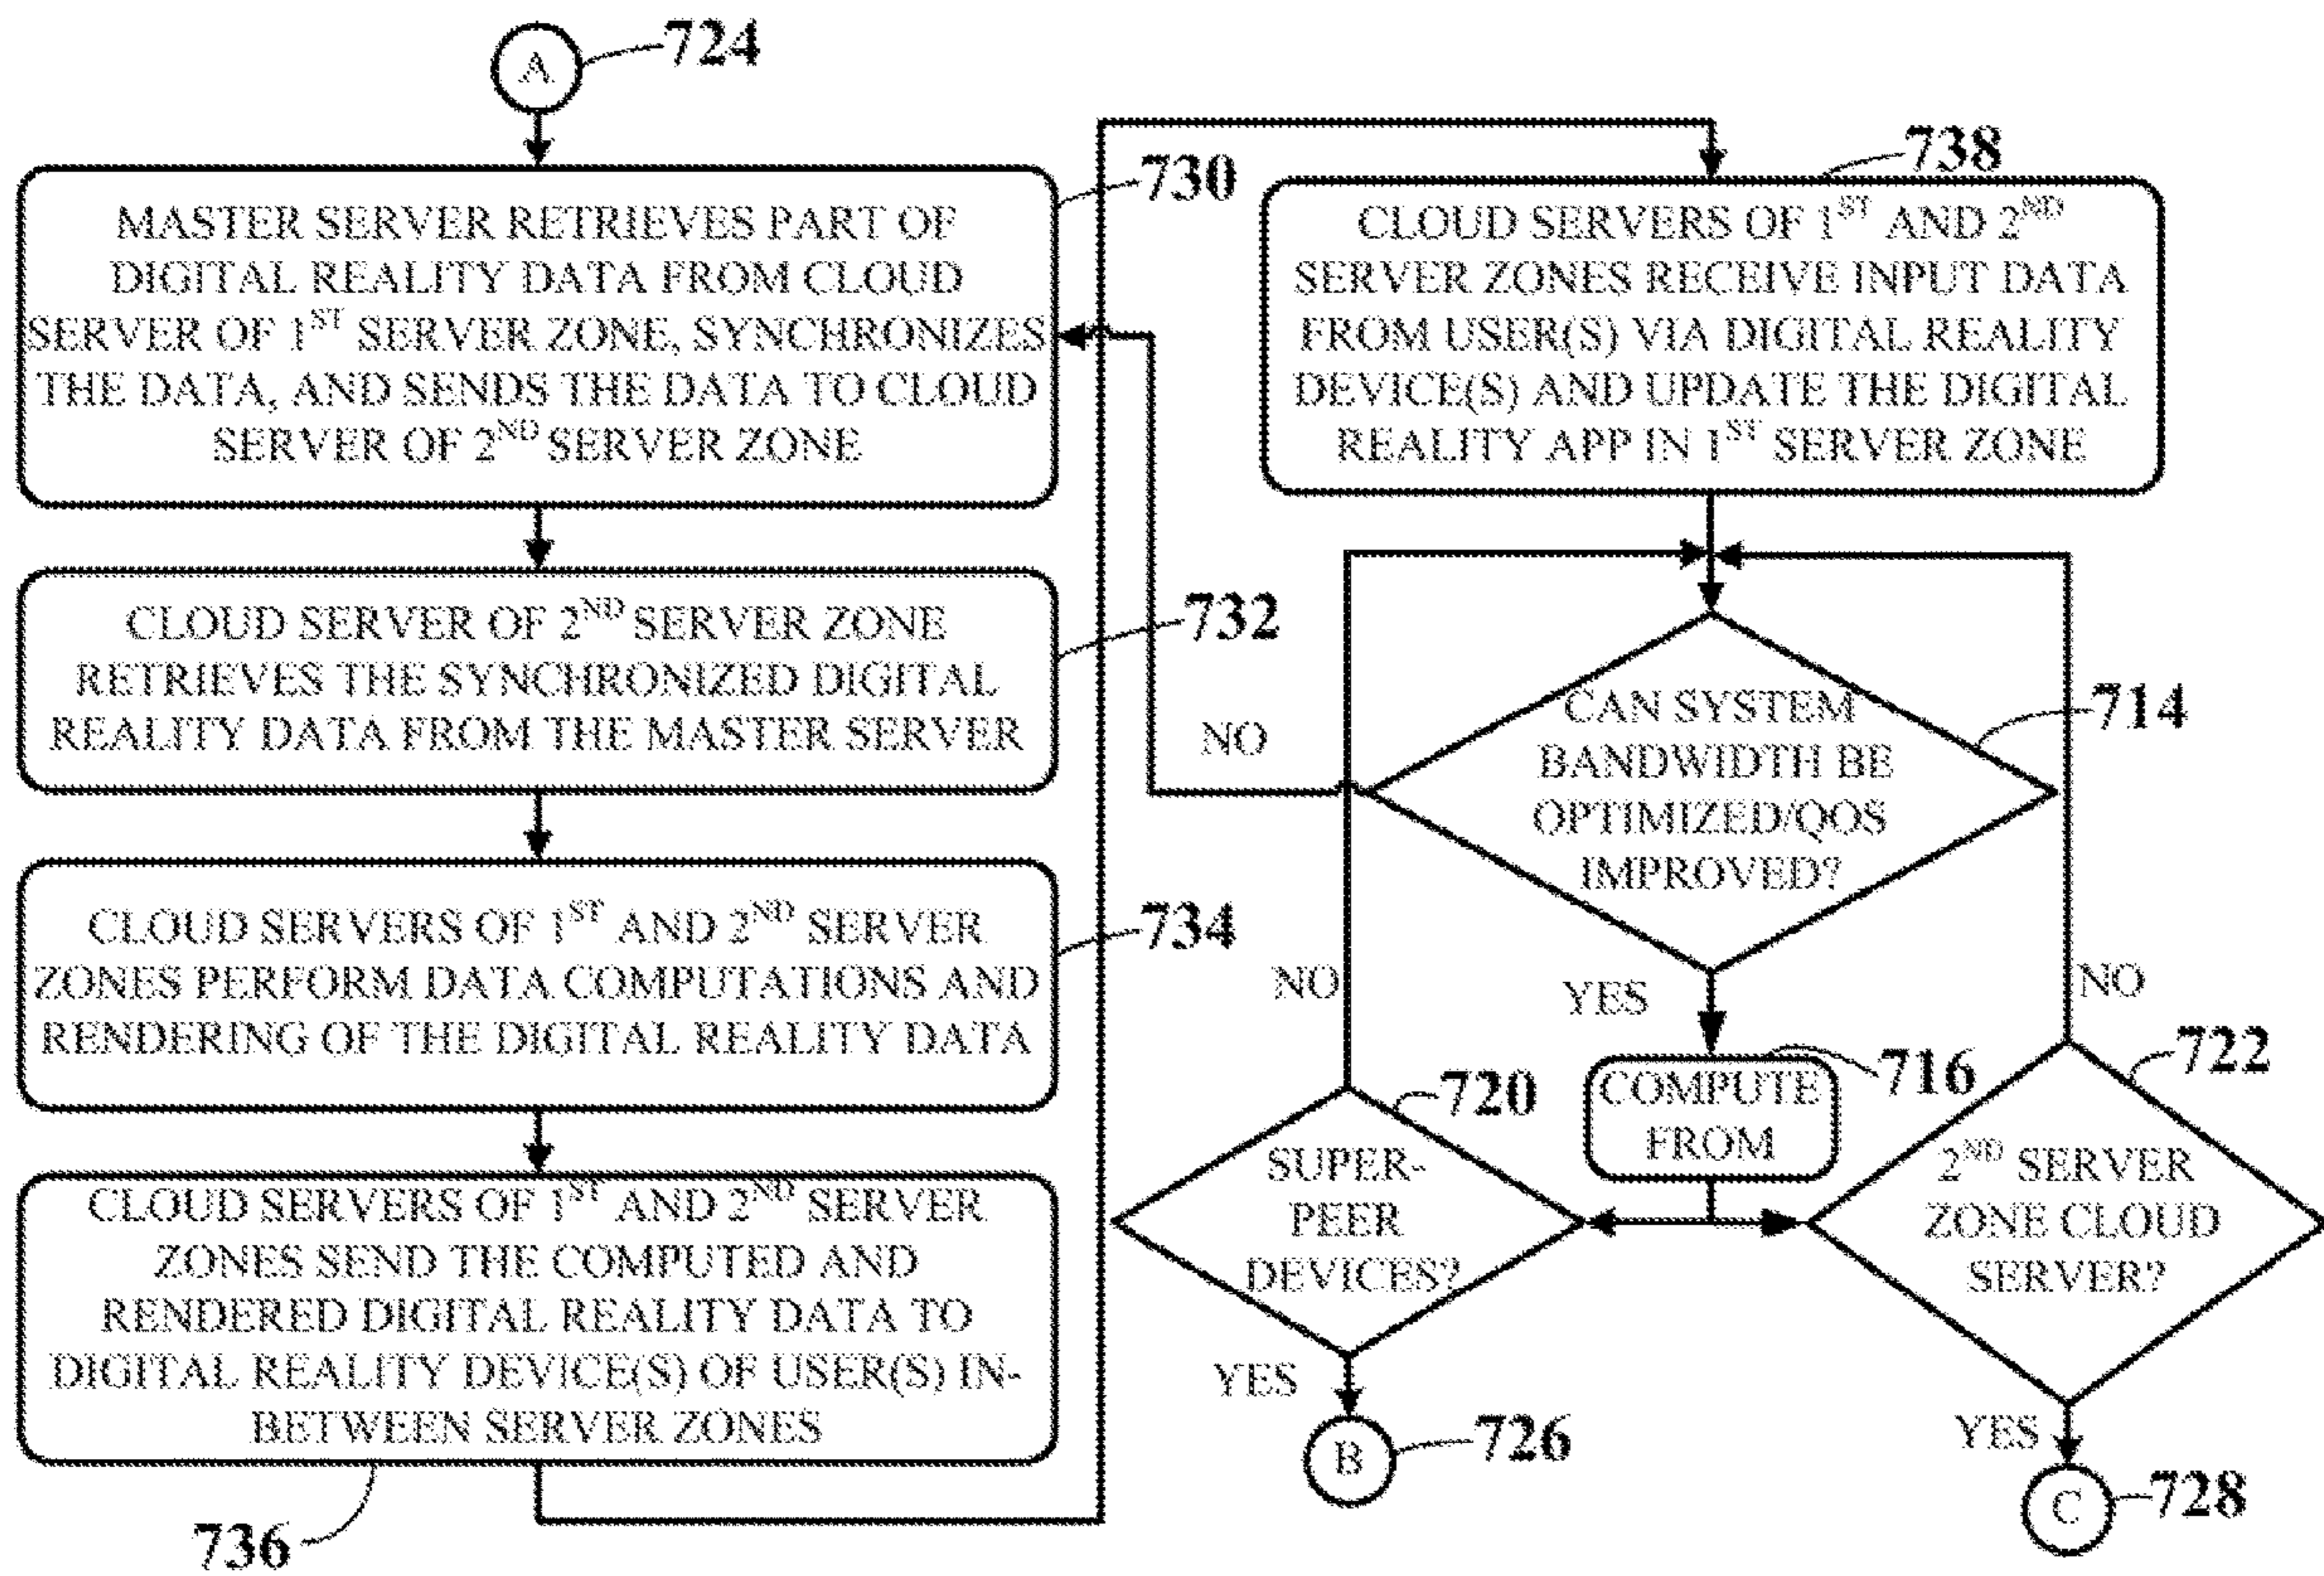 A
724
MASTER SERVER RETRIEVES PART OF
DIGITAL REALITY DATA FROM CLOUD
SERVER OF 1ST SERVER ZONE, SYNCHRONIZES
THE DATA, AND SENDS THE DATA TO CLOUD
SERVER OF 2ND SERVER ZONE
730
CLOUD SERVER OF 2ND SERVER ZONE
RETRIEVES THE SYNCHRONIZED DIGITAL
REALITY DATA FROM THE MASTER SERVER
732
CLOUD SERVERS OF 1ST AND 2ND SERVER
ZONES PERFORM DATA COMPUTATIONS AND
RENDERING OF THE DIGITAL REALITY DATA
734
CLOUD SERVERS OF 1ST AND 2ND SERVER
ZONES SEND THE COMPUTED AND
RENDERED DIGITAL REALITY DATA TO
DIGITAL REALITY DEVICE(S) OF USER(S) IN-
BETWEEN SERVER ZONES
736
738
CLOUD SERVERS OF 1ST AND 2ND
SERVER ZONES RECEIVE INPUT DATA
FROM USER(S) VIA DIGITAL REALITY
DEVICE(S) AND UPDATE THE DIGITAL
REALITY APP IN 1ST SERVER ZONE
CAN SYSTEM
BANDWIDTH BE
OPTIMIZED/QOS
IMPROVED?
714
NO
YES
COMPUTE
FROM
716
NO
720
SUPER-
PEER
DEVICES?
YES
B
726
NO
722
2ND SERVER
ZONE CLOUD
SERVER?
YES
C
728